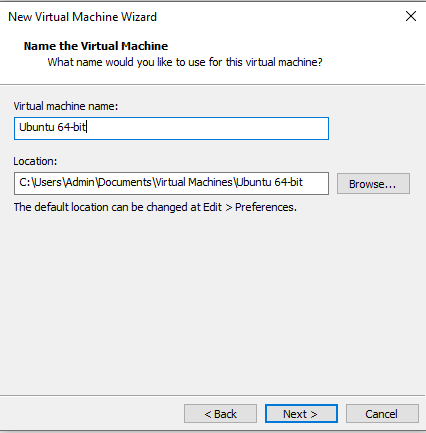 New Virtual Machine Wizard
Name the Virtual Machine
What name would you like to use for this virtual machine?
Virtual machine name:
Ubuntu 64-bit
Location:
C:\Users\Admin\Documents\Virtual Machines\Ubuntu 64-bit
Browse...
The default location can be changed at Edit > Preferences.
< Back
Next >
Cancel